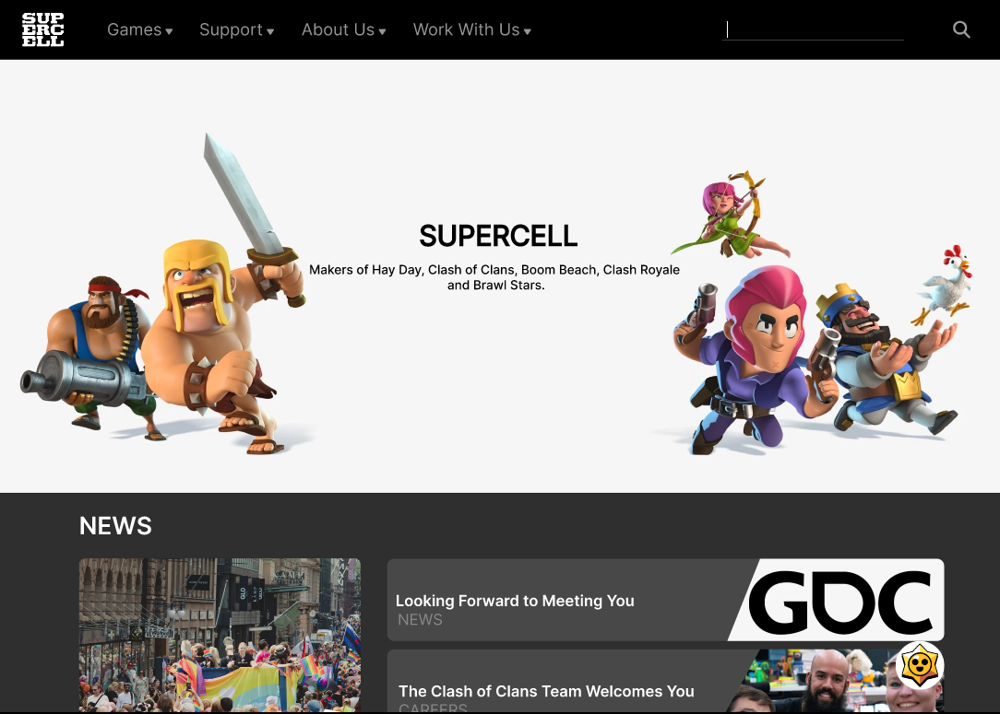 SUP
ERC
ELL
Games
Support
About Us
Work With Us
SUPERCELL
Makers of Hay Day, Clash of Clans, Boom Beach, Clash Royale
and Brawl Stars.
NEWS
Looking Forward to Meeting You
NEWS
GDC
The Clash of Clans Team Welcomes You
CAREERS